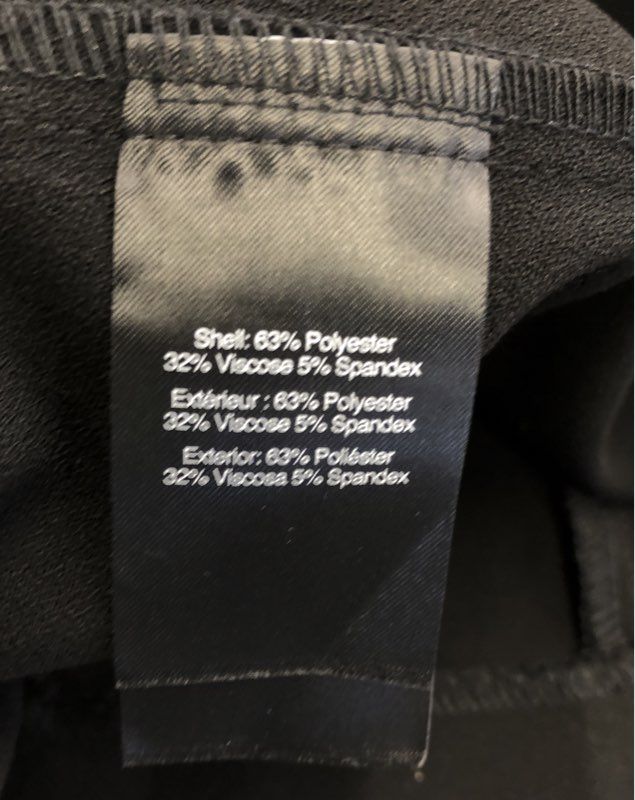 Shell: 63% Polyester
32% Viscose 5% Spandex
Extérieur : 63% Polyester
32% Viscose 5% Spandex
Exterior: 63% Poliéster
32% Viscosa 5% Spandex